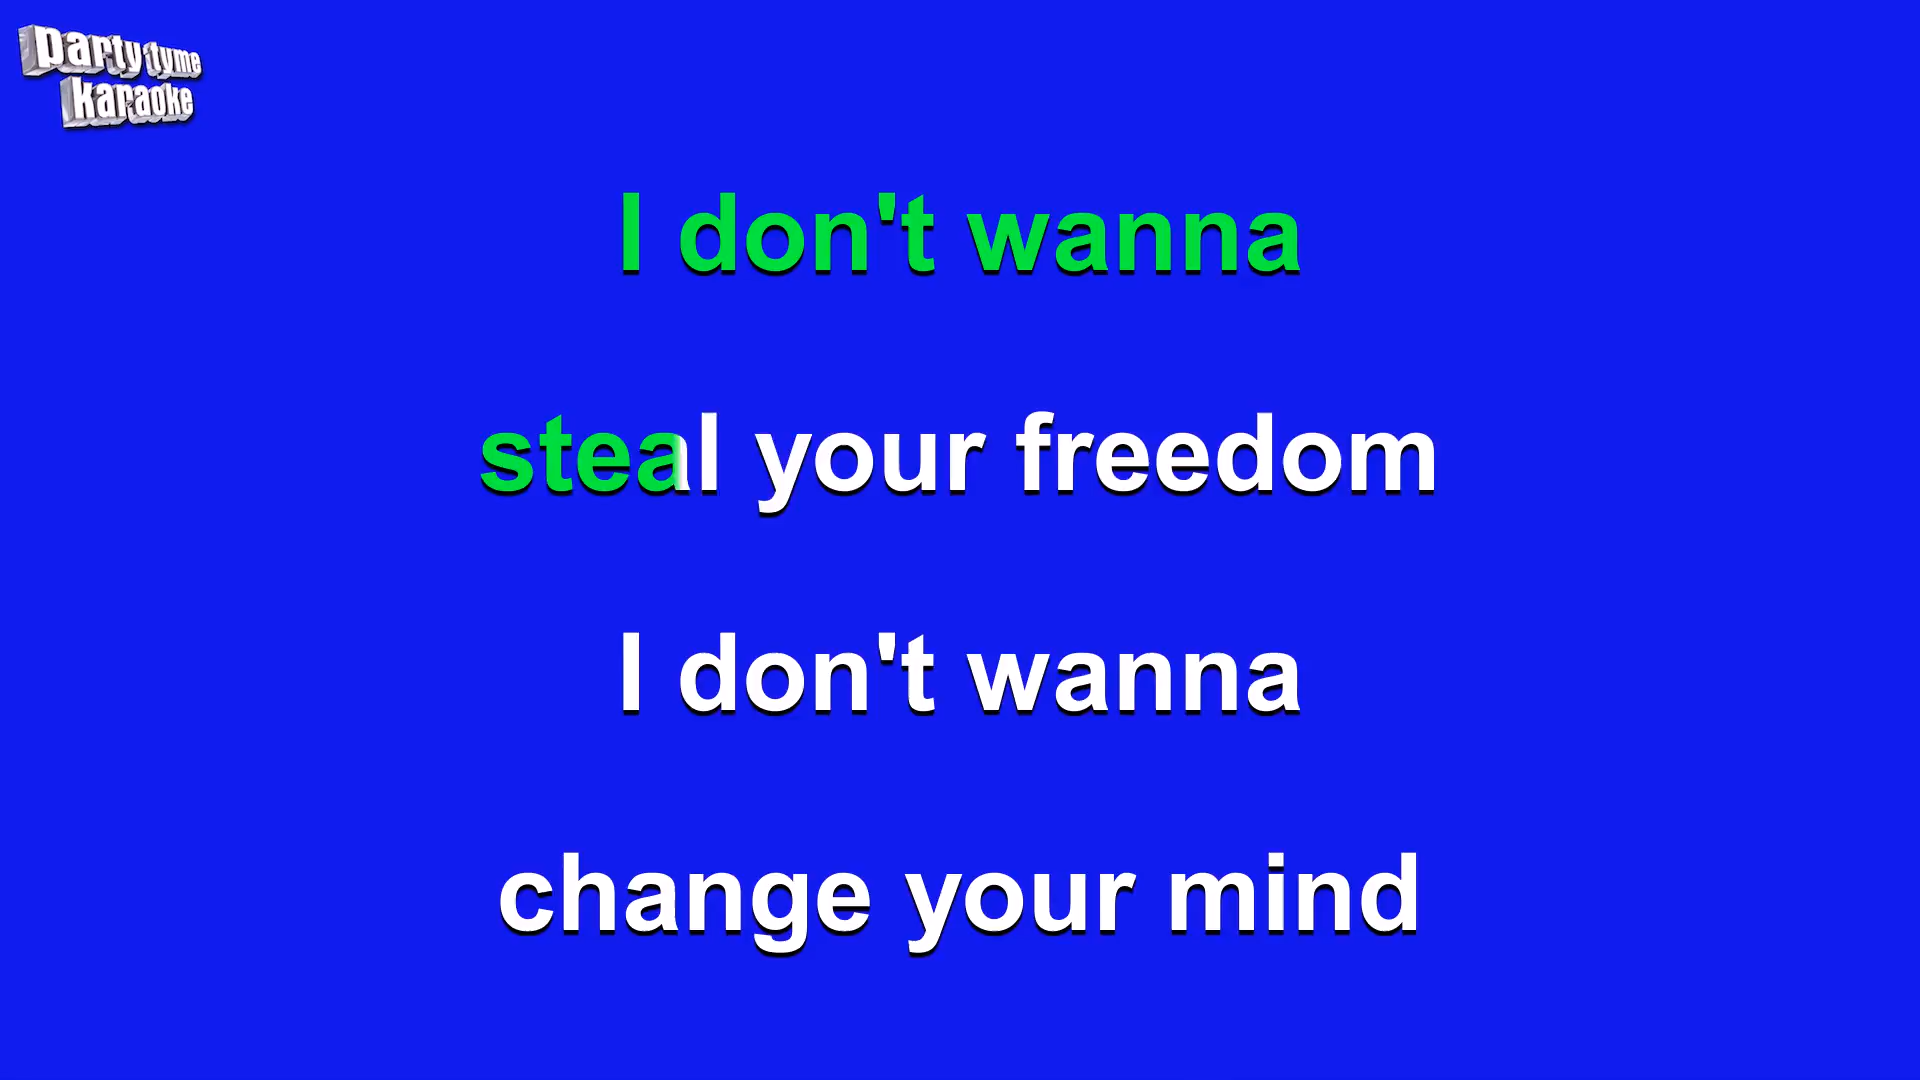 party tyme
karaoke
I don't wanna
steal your freedom
I don't wanna
change your mind